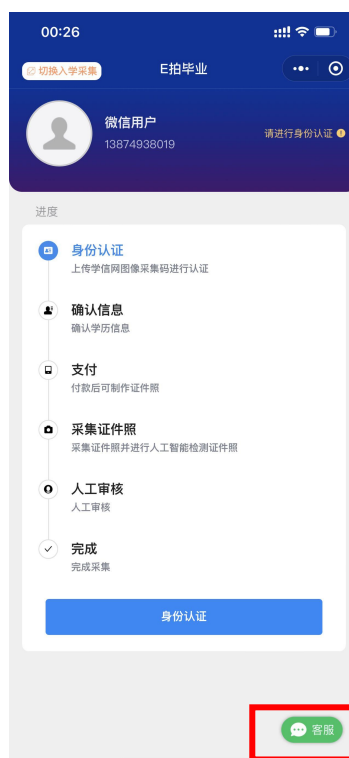 00:26
切换入学采集
E拍毕业
微信用户
13874938019
请进行身份认证
进度
身份认证
上传学信网图像采集码进行认证
确认信息
确认学历信息
支付
付款后可制作证件照
采集证件照
采集证件照并进行人工智能检测证件照
人工审核
人工审核
完成
完成采集
身份认证
客服